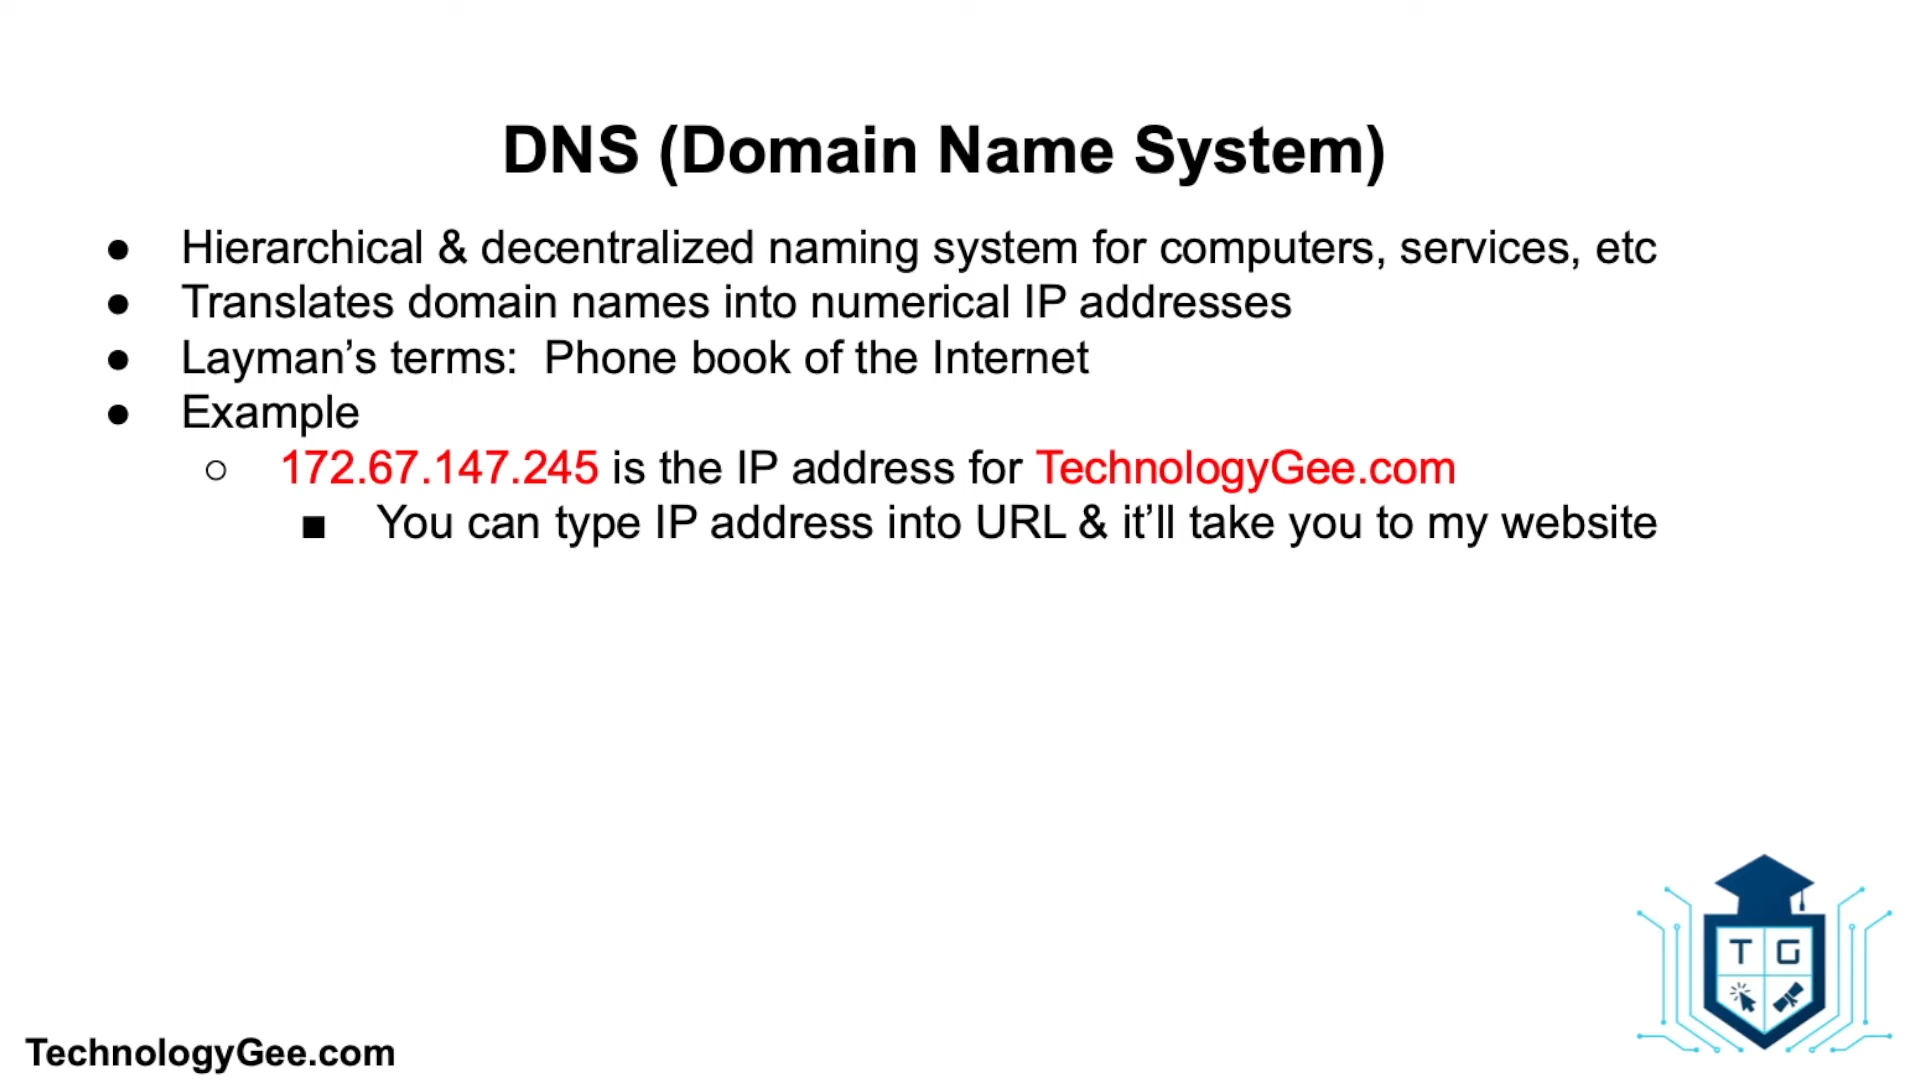 DNS (Domain Name System)
● Hierarchical & decentralized naming system for computers, services, etc
● Translates domain names into numerical IP addresses
● Layman’s terms:  Phone book of the Internet
● Example
○ 172.67.147.245 is the IP address for TechnologyGee.com
■ You can type IP address into URL & it’ll take you to my website
T G
TechnologyGee.com